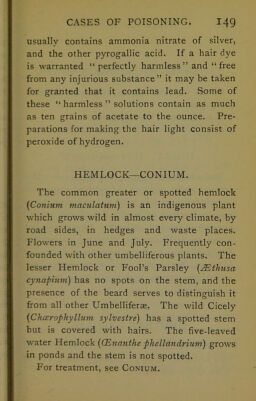 CASES OF POISONING. 149
usually contains ammonia nitrate of silver,
and the other pyrogallic acid. If a hair dye
is warranted “ perfectly harmless ” and “ free
from any injurious substance ” it may be taken
for granted that it contains lead. Some of
these “ harmless ” solutions contain as much
as ten grains of acetate to the ounce. Pre-
parations for making the hair light consist of
peroxide of hydrogen.
HEMLOCK—CONIUM.
The common greater or spotted hemlock
(Conium maculatum) is an indigenous plant
which grows wild in almost every climate, by
road sides, in hedges and waste places.
Flowers in June and July. Frequently con-
founded with other umbelliferous plants. The
lesser Hemlock or Fool's Parsley (Æthusa
cynapium) has no spots on the stem, and the
presence of the beard serves to distinguish it
from all other Umbelliferæ. The wild Cicely
(Chærophyllum sylvestre) has a spotted stem
but is covered with hairs. The five-leaved
water Hemlock (Œnanthe phellandrium) grows
in ponds and the stem is not spotted.
For treatment, see CONIUM.